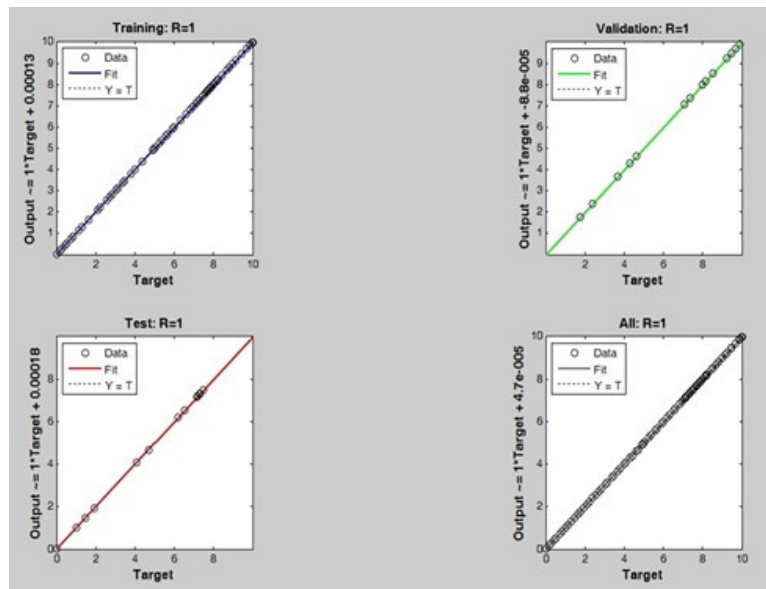 Training: R=1
Output ~= 1*Target + 0.00013
10
9
8
7
6
5
4
3
2
1
Data
Fit
Y = T
0
2
4
6
8
10
Target
Validation: R=1
Output ~= 1*Target + -8.8e-005
9
8
7
6
5
4
3
2
1
Data
Fit
Y = T
2
4
6
8
Target
Test: R=1
Output ~= 1*Target + 0.00018
8
6
4
2
0
Data
Fit
Y = T
0
2
4
6
8
Target
All: R=1
Output ~= 1*Target + 4.7e-005
10
8
6
4
2
0
Data
Fit
Y = T
0
2
4
6
8
10
Target